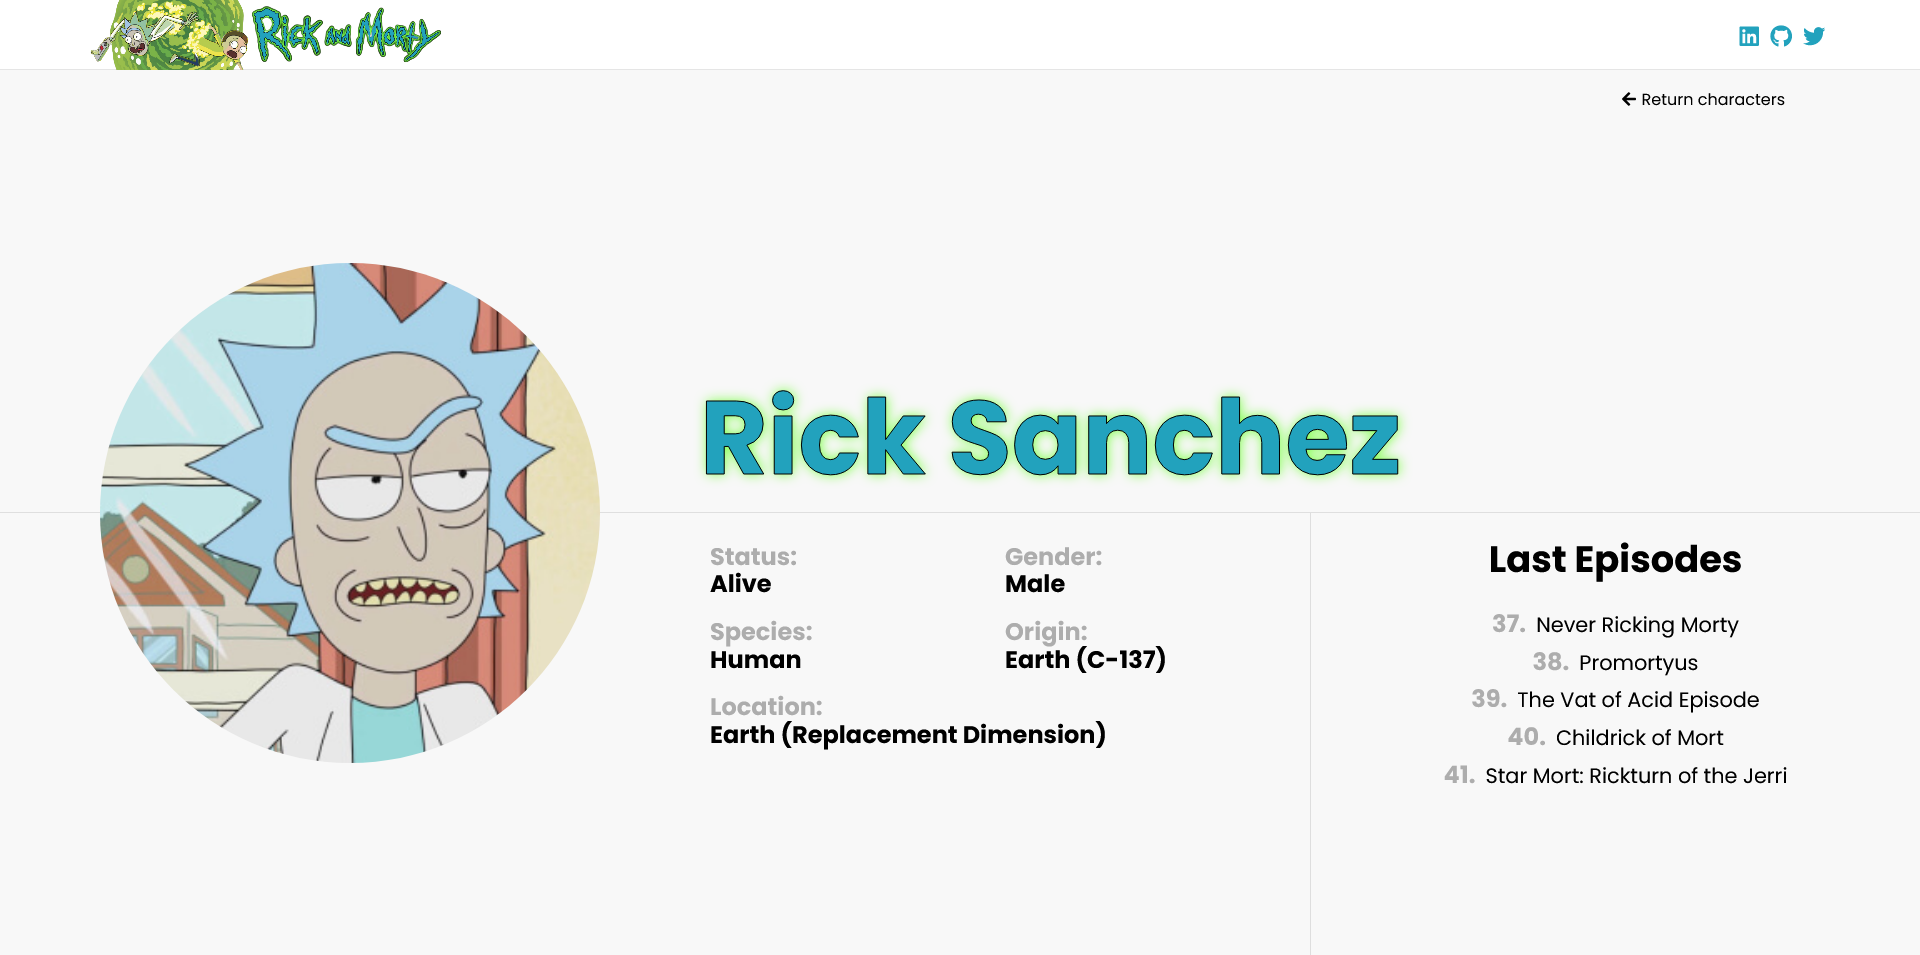 Rick and Morty
Return characters
Rick Sanchez
Status:
Alive
Gender:
Male
Species:
Human
Origin:
Earth (C-137)
Location:
Earth (Replacement Dimension)
Last Episodes
37. Never Ricking Morty
38. Promortyus
39. The Vat of Acid Episode
40. Childrick of Mort
41. Star Mort: Rickturn of the Jerri